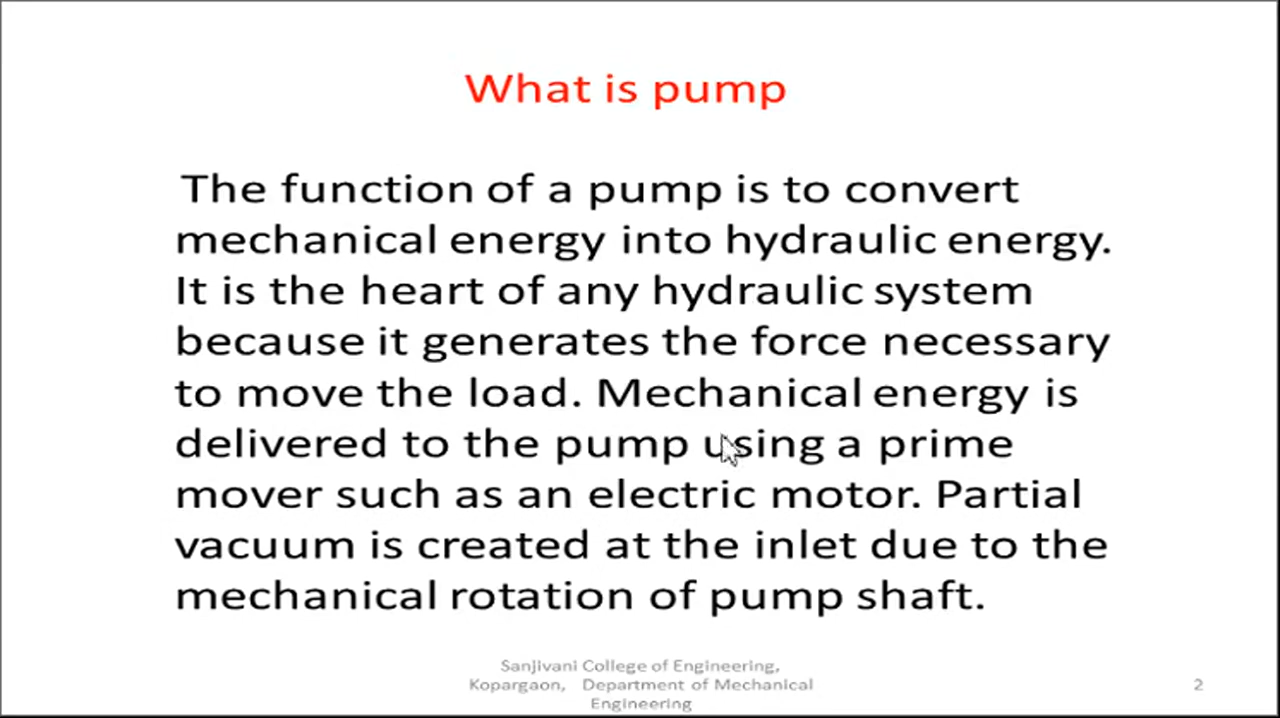 What is pump
The function of a pump is to convert
mechanical energy into hydraulic energy.
It is the heart of any hydraulic system
because it generates the force necessary
to move the load. Mechanical energy is
delivered to the pump using a prime
mover such as an electric motor. Partial
vacuum is created at the inlet due to the
mechanical rotation of pump shaft.
Sanjivani College of Engineering,
Kopargaon, Department of Mechanical
Engineering
2